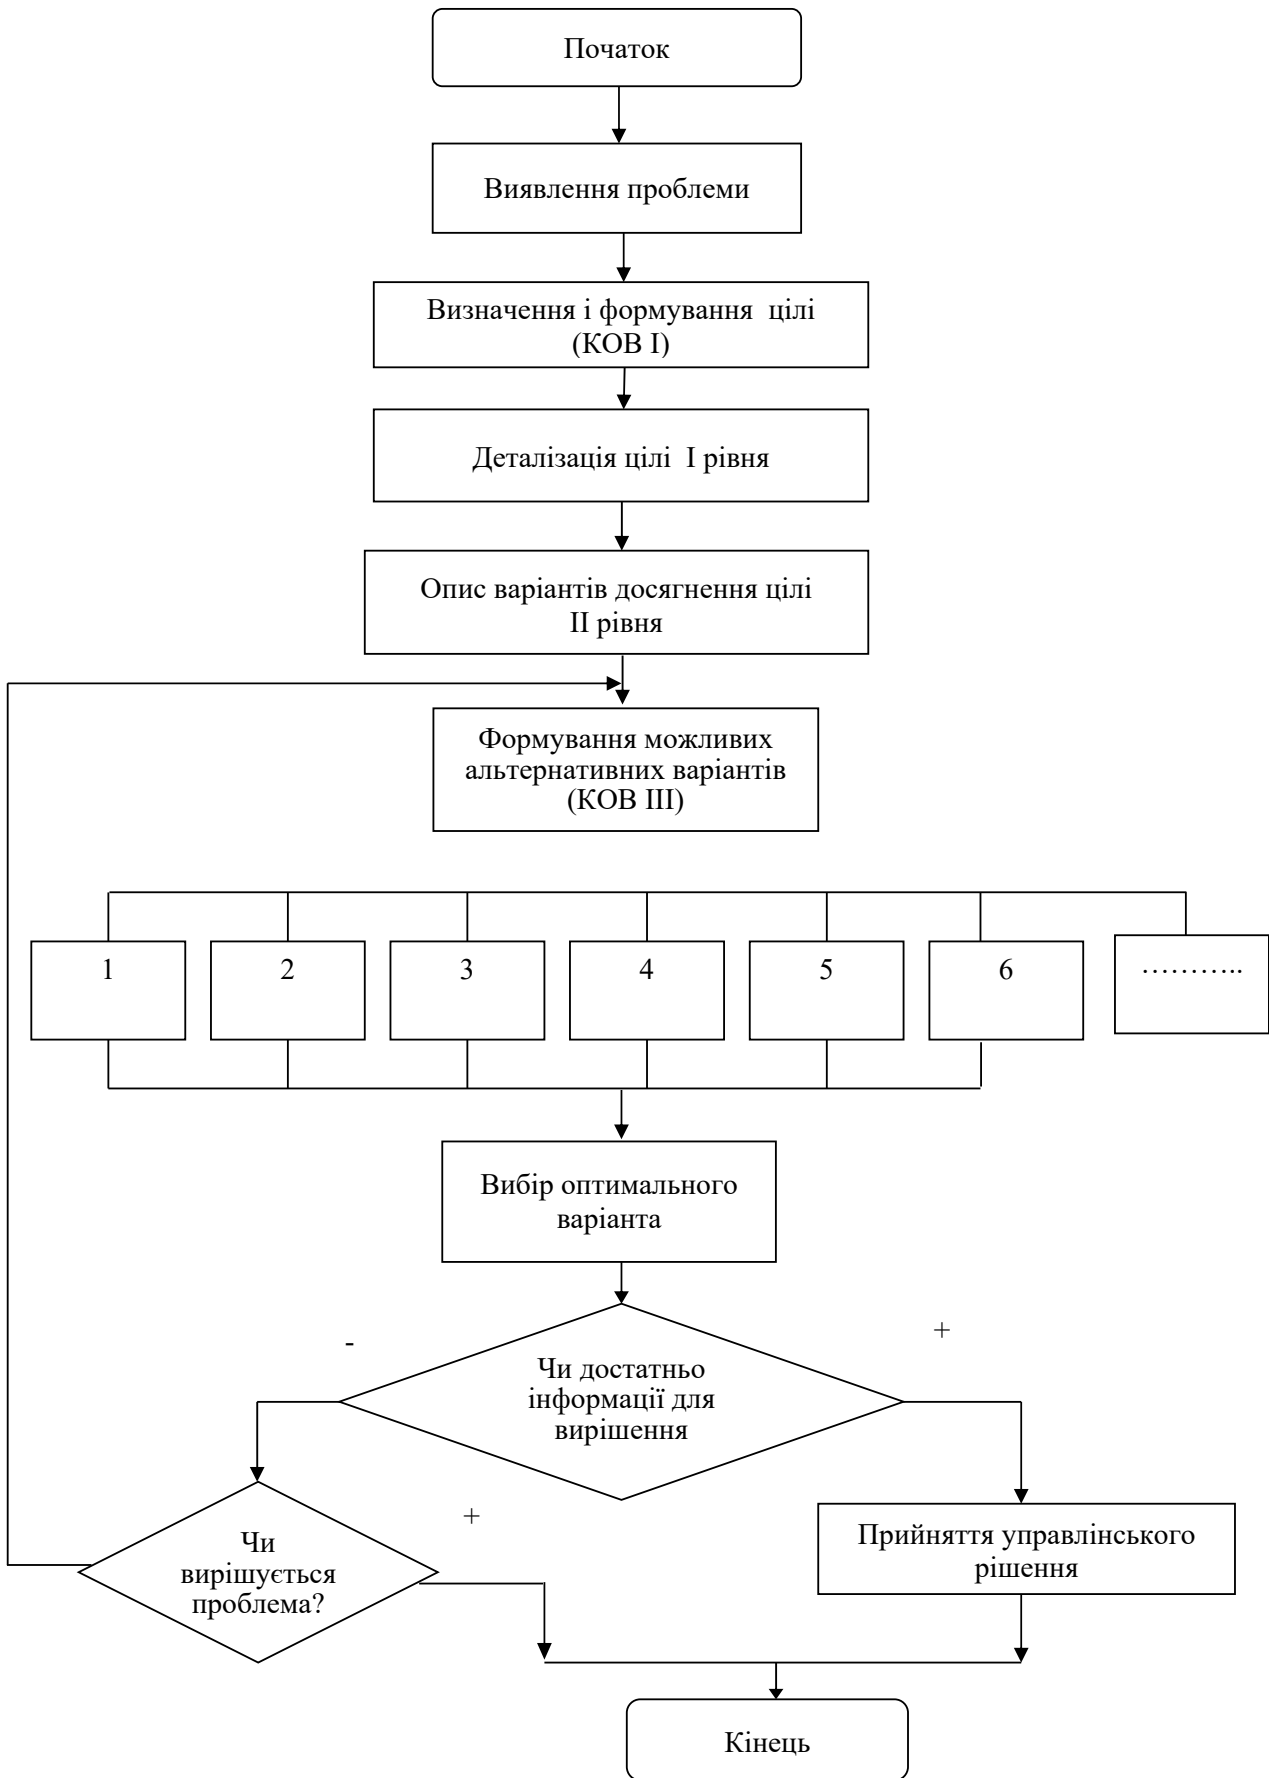 Початок
Виявлення проблеми
Визначення і формування цілі
(КОВ І)
Деталізація цілі І рівня
Опис варіантів досягнення цілі
ІІ рівня
Формування можливих
альтернативних варіантів
(КОВ ІІІ)
1
2
3
4
5
6
………..
Вибір оптимального
варіанта
-
+
Чи достатньо
інформації для
вирішення
+
Чи
вирішується
проблема?
Прийняття управлінського
рішення
Кінець